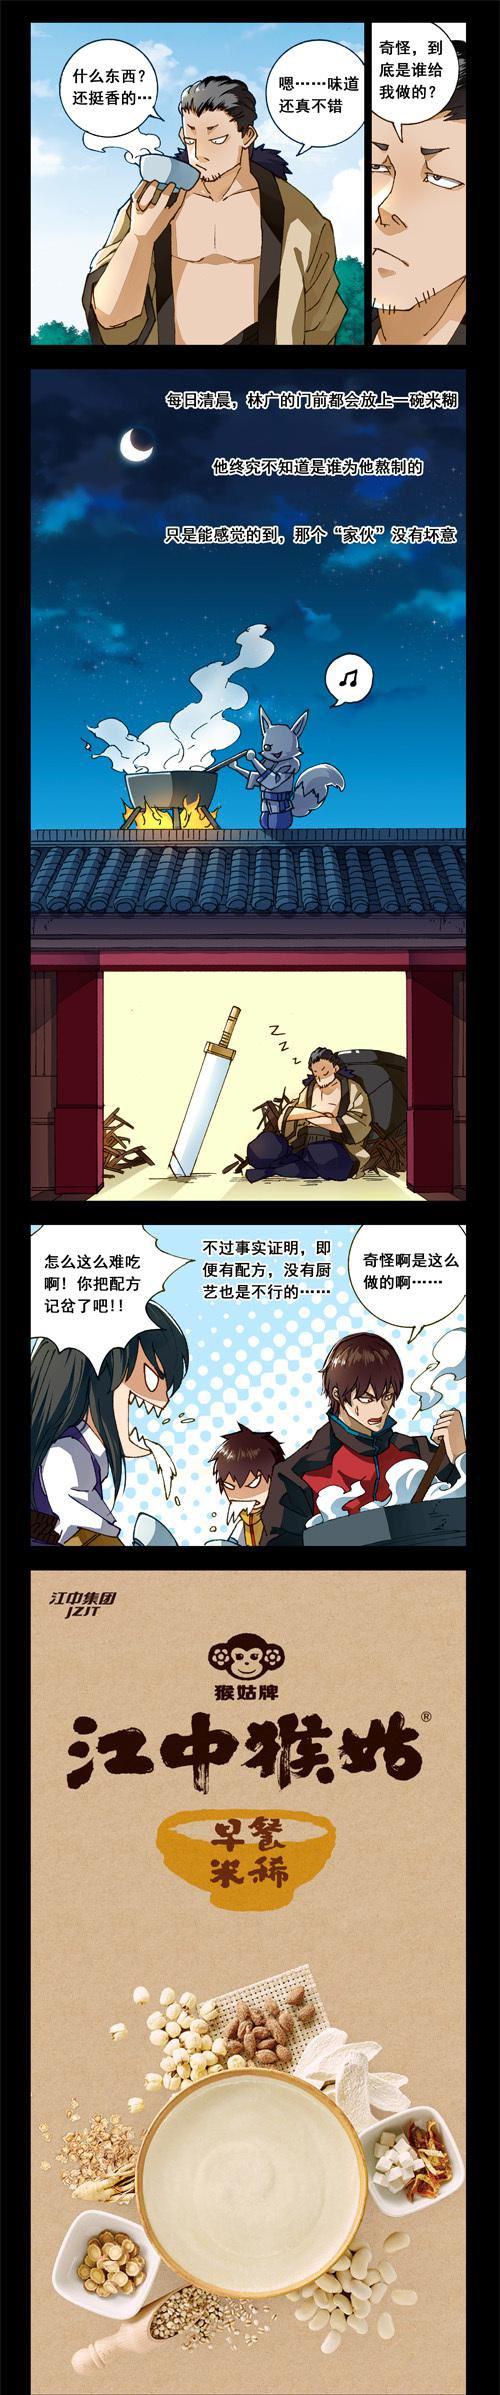 什么东西?
还挺香的…
嗯……味道
还真不错
奇怪，到
底是谁给
我做的？
每日清晨，林广的门前都会放上一碗米糊
他终究不知道是谁为他熬制的
只是能感觉的到，那个“家伙”没有坏意
z z z
怎么这么难吃
啊！你把配方
记岔了吧!!
不过事实证明，即
便有配方，没有厨
艺也是不行的……
奇怪啊是这么
做的啊……
江中集团
JZJT
猴姑牌
江中猴姑®
早餐
米稀